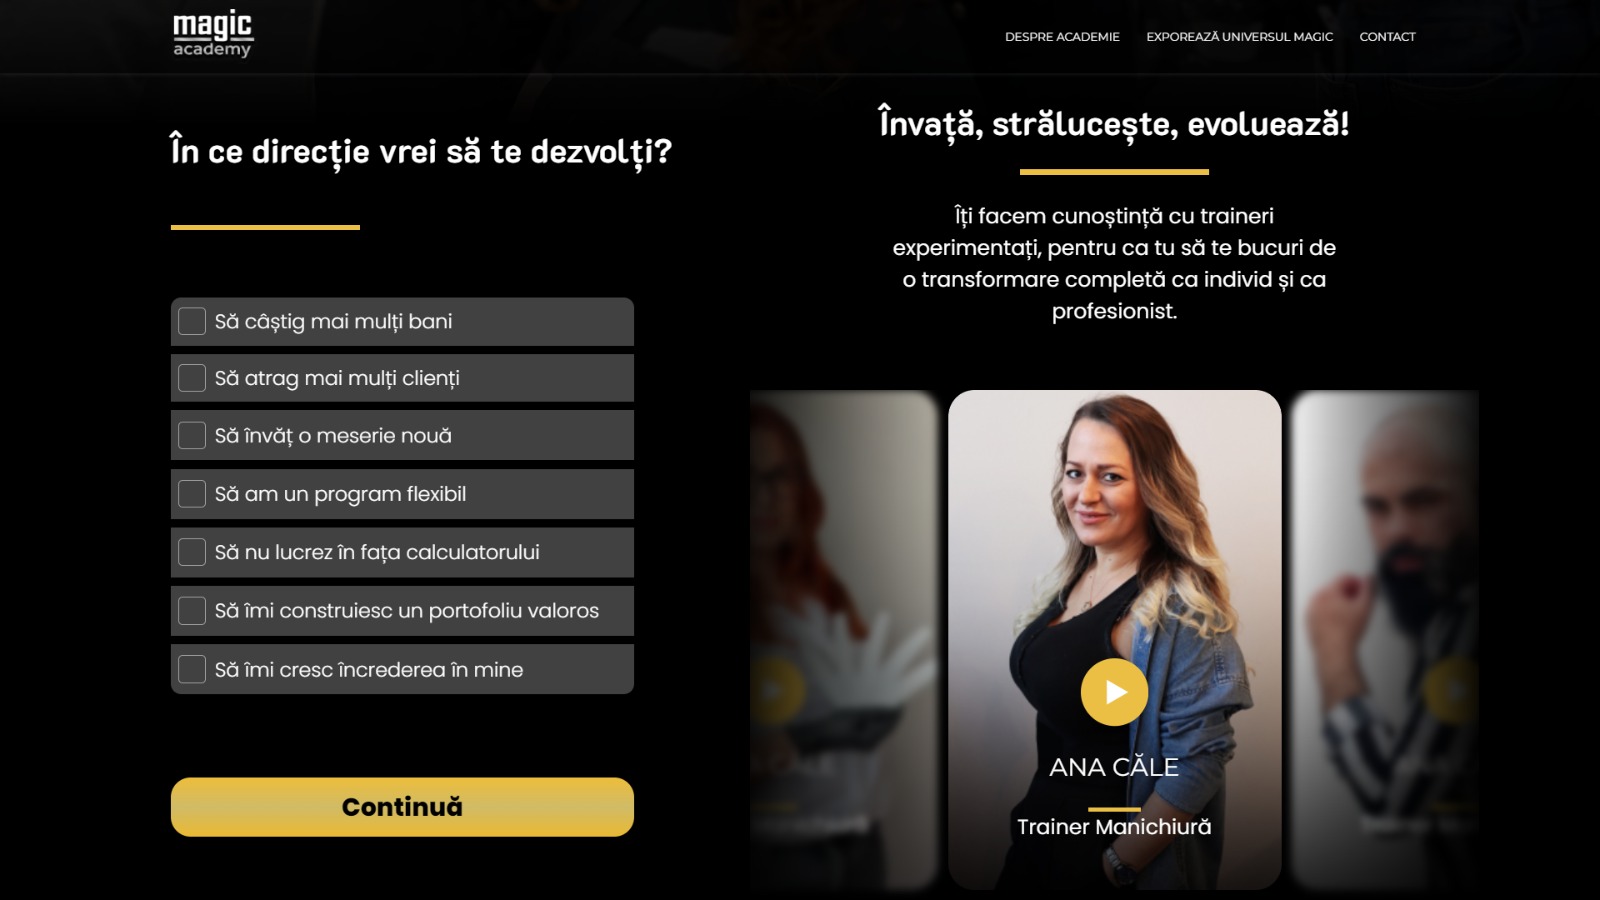 magic
academy
DESPRE ACADEMIE
EXPOREAZĂ UNIVERSUL MAGIC
CONTACT
În ce direcție vrei să te dezvolți?
Să câștig mai mulți bani
Să atrag mai mulți clienți
Să învăț o meserie nouă
Să am un program flexibil
Să nu lucrez în fața calculatorului
Să îmi construiesc un portofoliu valoros
Să îmi cresc încrederea în mine
Continuă
Învață, strălucește, evoluează!
Îți facem cunoștință cu traineri
experimentați, pentru ca tu să te bucuri de
o transformare completă ca individ și ca
profesionist.
ANA CĂLE
Trainer Manichiură